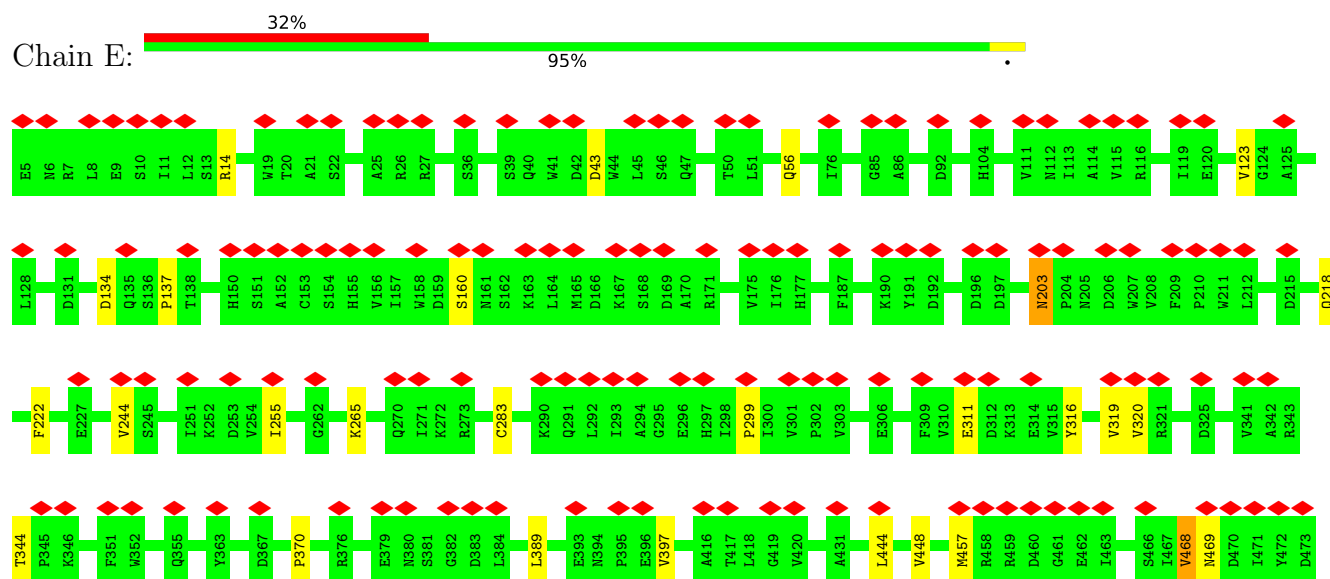 32%
Chain E:
95%
.
E5 N6 R7 L8 E9 S10 I11 L12 S13 R14 W19 T20 A21 S22 A25 R26 R27 S36 S39 Q40 W41 D42 D43 W44 L45 S46 Q47 T50 L51 Q56 I76 G85 A86 D92 H104 V111 N112 I113 A114 V115 R116 I119 E120 V123 G124 A125
L128 D131 D134 Q135 S136 P137 T138 H150 S151 A152 C153 S154 H155 V156 I157 W158 D159 S160 N161 S162 K163 L164 M165 D166 K167 S168 D169 A170 R171 V175 I176 H177 F187 K190 Y191 D192 D196 D197 N203 P204 N205 D206 W207 V208 F209 P210 W211 L212 D215 Q218
F222 E227 V244 S245 I251 K252 D253 V254 I255 G262 K265 Q270 I271 K272 R273 C283 K290 Q291 L292 I293 A294 G295 E296 H297 I298 P299 I300 V301 P302 V303 E306 F309 V310 E311 D312 K313 E314 V315 Y316 V319 V320 R321 D325 V341 A342 R343
T344 P345 K346 F351 W352 Q355 Y363 D367 P370 R376 E379 N380 S381 G382 D383 L384 L389 E393 N394 P395 E396 V397 A416 T417 L418 G419 V420 A431 L444 V448 M457 R458 R459 D460 G461 E462 I463 S466 I467 V468 N469 D470 I471 Y472 D473